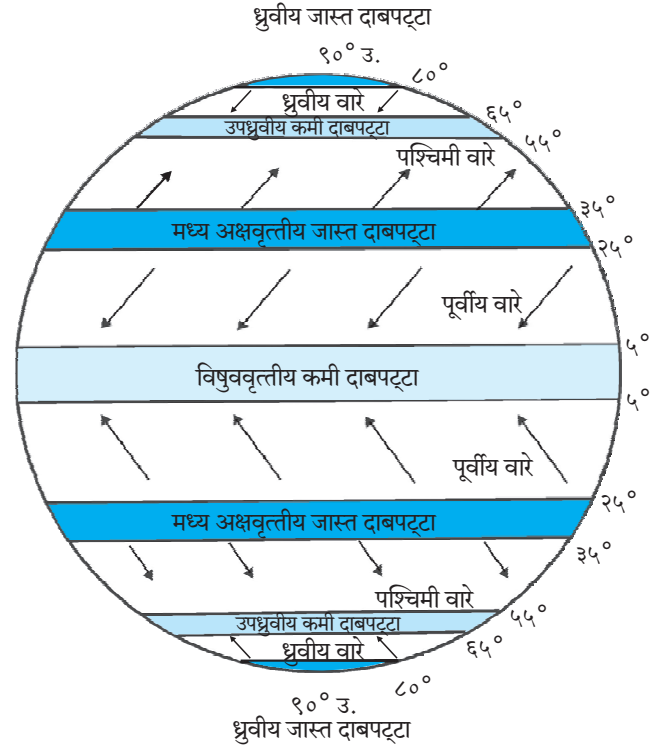 ध्रुवीय जास्त दाबपट्टा
९०° उ.
८०°
ध्रुवीय वारे
६५°
उपध्रुवीय कमी दाबपट्टा
५५°
पश्चिमी वारे
३५°
मध्य अक्षवृत्तीय जास्त दाबपट्टा
२५°
पूर्वीय वारे
५°
विषुववृत्तीय कमी दाबपट्टा
५°
पूर्वीय वारे
२५°
मध्य अक्षवृत्तीय जास्त दाबपट्टा
३५°
पश्चिमी वारे
५५°
उपध्रुवीय कमी दाबपट्टा
६५°
ध्रुवीय वारे
८०°
९०° उ.
ध्रुवीय जास्त दाबपट्टा